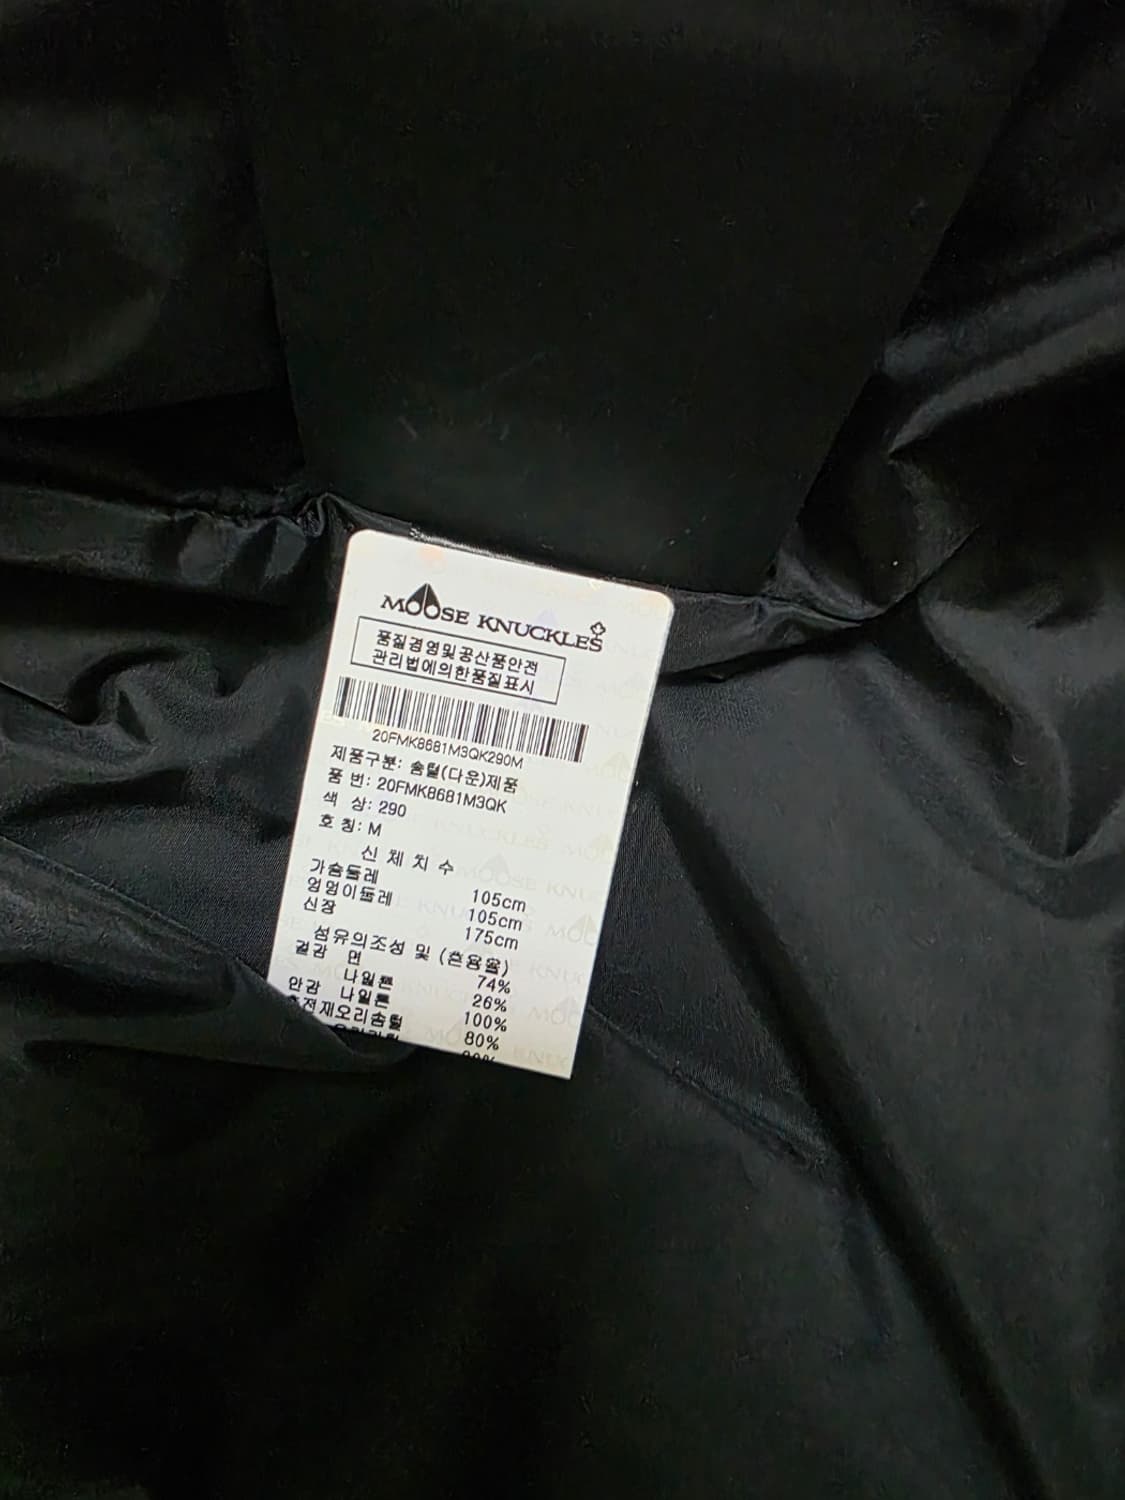 MOOSE KNUCKLES
품질경영및공산품안전
관리법에의한품질표시
20FMK8681M3QK290M
제품구분: 솜털(다운)제품
품 번: 20FMK8681M3QK
색 상: 290
호 칭: M
신 체 치 수
가슴둘레 105cm
엉덩이둘레 105cm
신장 175cm
섬유의조성 및 (혼용율)
겉감 면 74%
나일론 26%
안감 나일론 100%
충전재오리솜털 80%